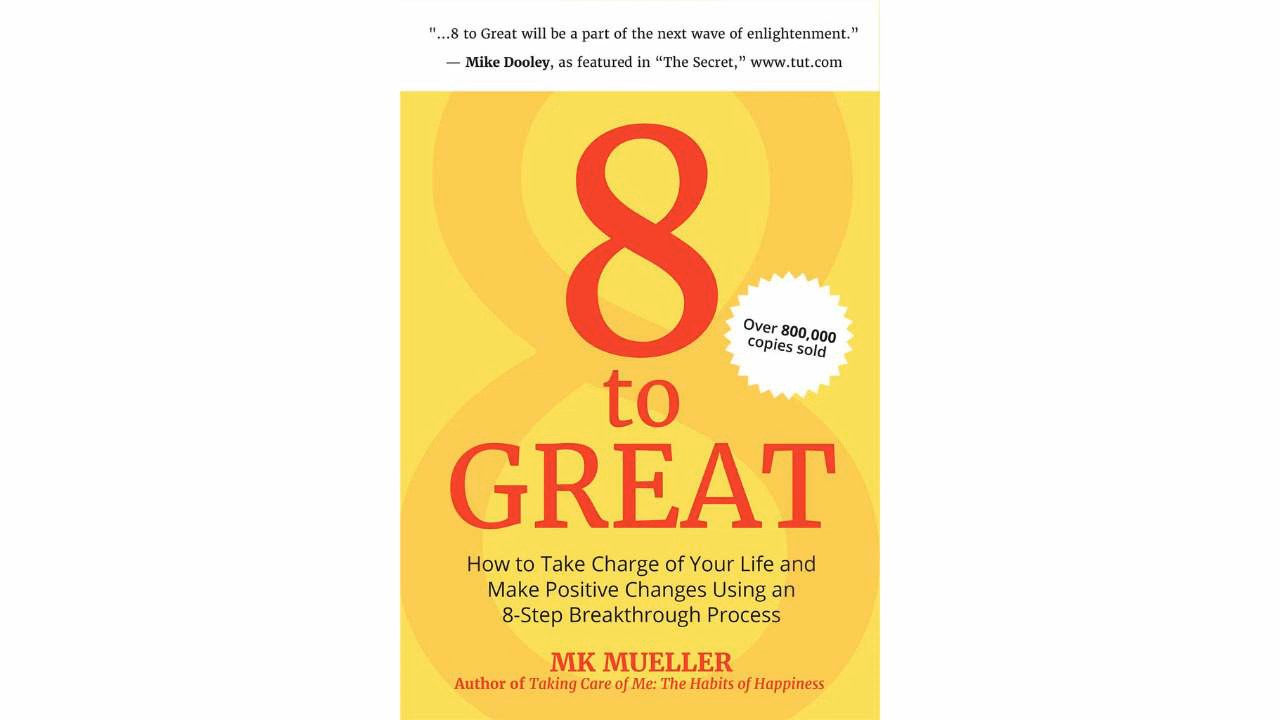 "...8 to Great will be a part of the next wave of enlightenment.”
— Mike Dooley, as featured in “The Secret,” www.tut.com
8
to
GREAT
Over 800,000
copies sold
How to Take Charge of Your Life and
Make Positive Changes Using an
8-Step Breakthrough Process
MK MUELLER
Author of Taking Care of Me: The Habits of Happiness